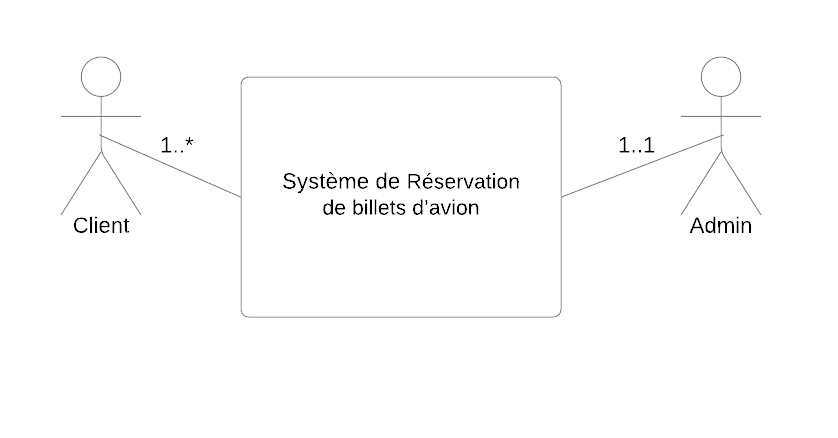 1..*
1..1
Système de Réservation
de billets d’avion
Client
Admin